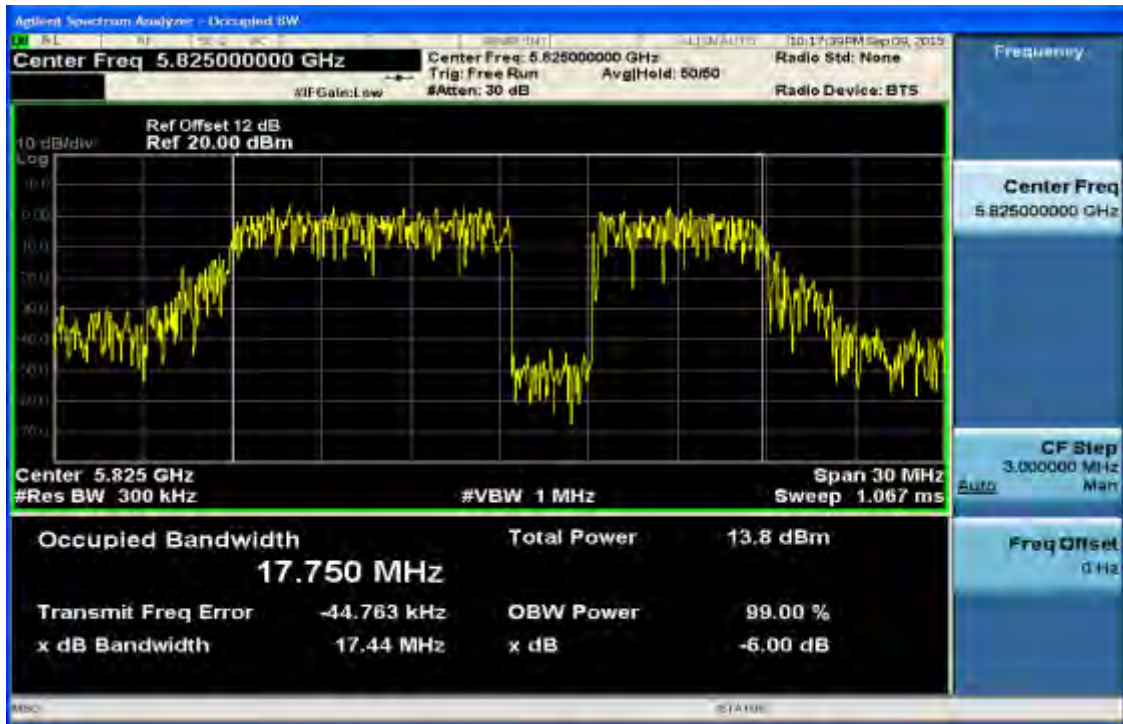 Agilent Spectrum Analyzer - Occupied BW
Center Freq 5.825000000 GHz
#IFGain:Low
Center Freq: 5.825000000 GHz
Trig: Free Run Avg|Hold: 50/50
#Atten: 30 dB
10:17:09PM Sep 09, 2015
Radio Std: None
Radio Device: BTS
Frequency
Ref Offset 12 dB
10 dB/div Ref 20.00 dBm
Log
Center Freq
5.825000000 GHz
Center 5.825 GHz Span 30 MHz
#Res BW 300 kHz #VBW 1 MHz Sweep 1.067 ms
CF Step
3.000000 MHz
Auto Man
Occupied Bandwidth Total Power 13.8 dBm
17.750 MHz
Transmit Freq Error -44.763 kHz OBW Power 99.00 %
x dB Bandwidth 17.44 MHz x dB -6.00 dB
Freq Offset
0 Hz
MSG STATUS